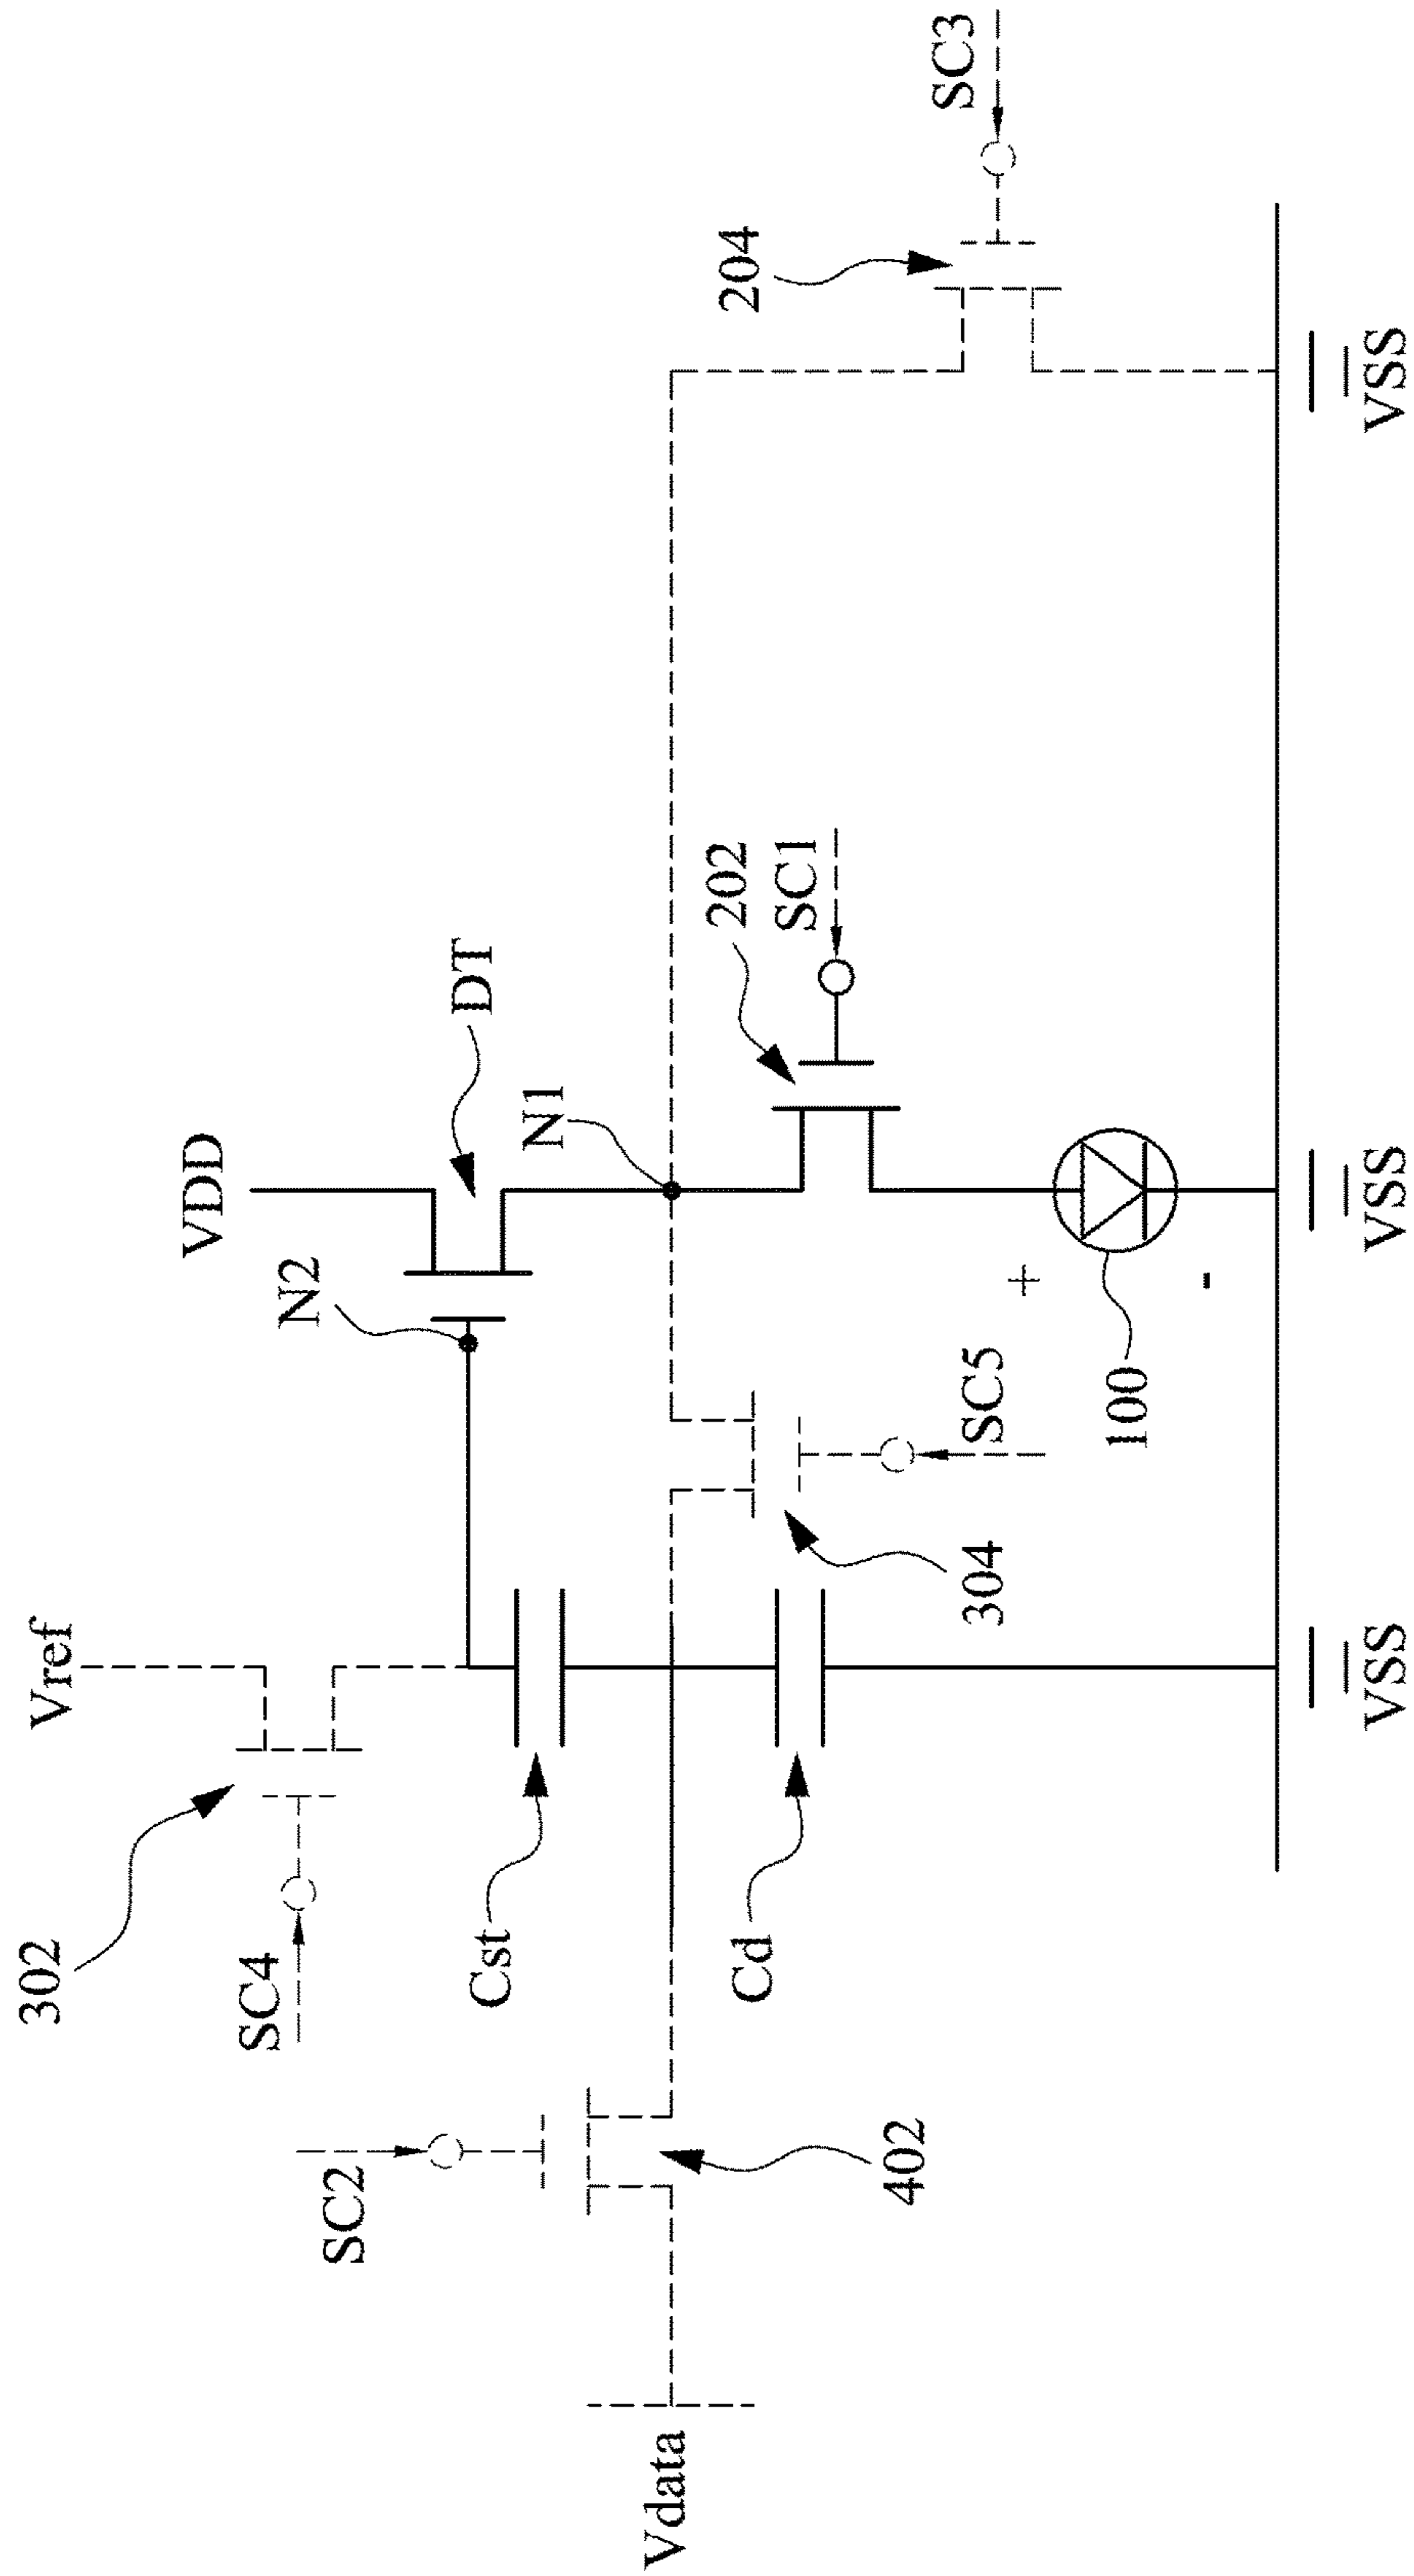 Vref
302
SC4
VDD
N2
DT
SC2
Cst
N1
Vdata
402
Cd
304
SC5
202
SC1
204
SC3
100
+
-
VSS
VSS
VSS